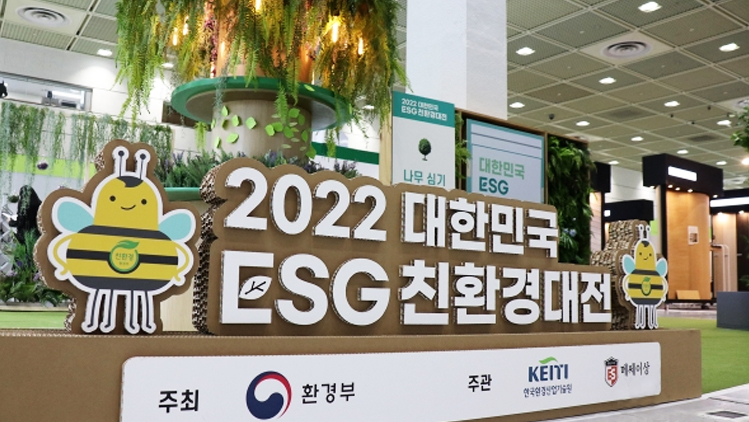 2022 대한민국
ESG 친환경대전
나무 심기
대한민국
ESG
2022 대한민국
ESG 친환경대전
친환경
주최 환경부 주관 KEITI 한국환경산업기술원 메쎄이상